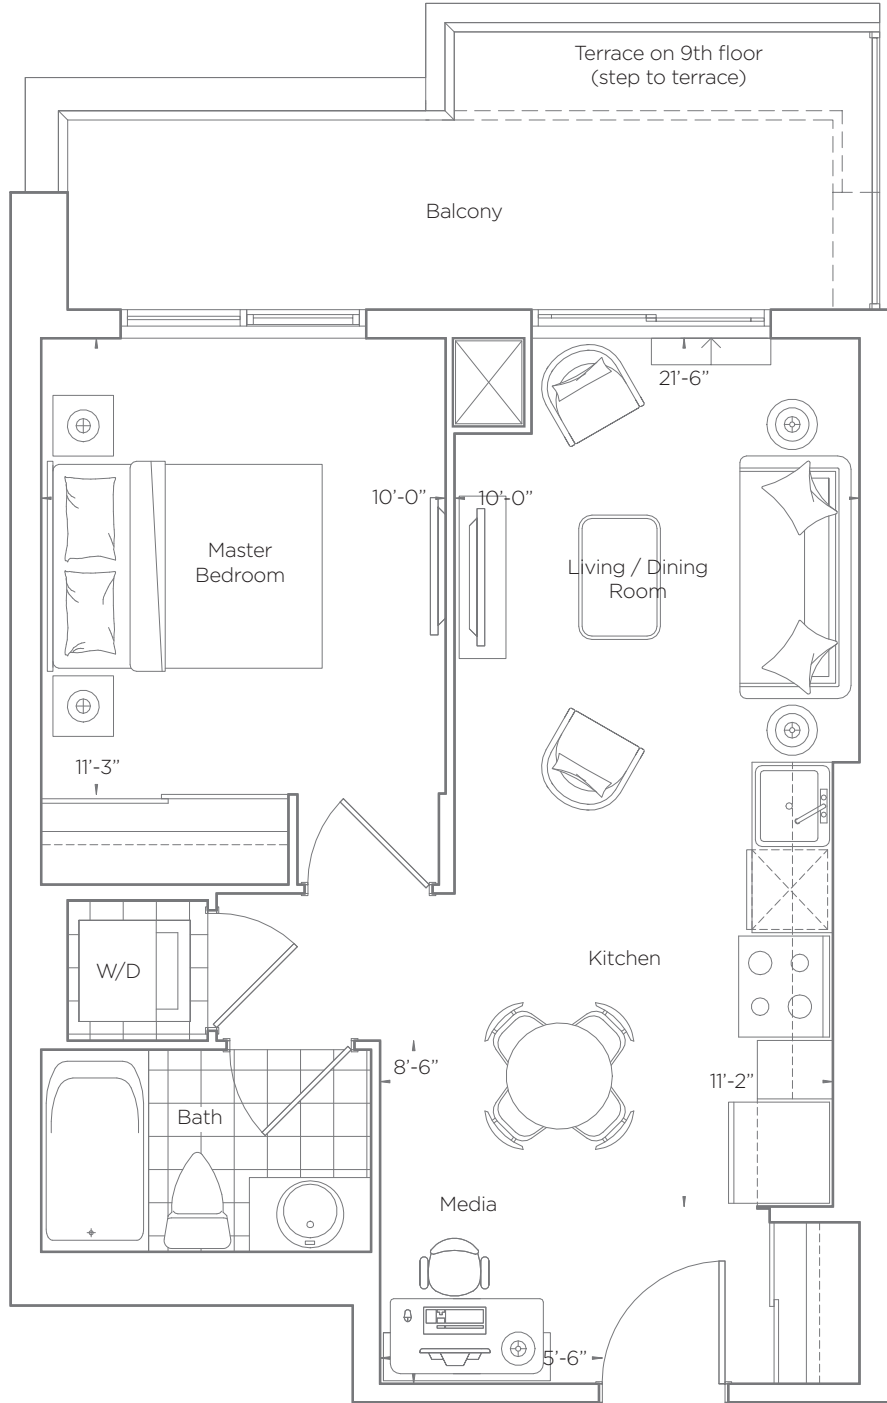 Terrace on 9th floor
(step to terrace)
Balcony
21'-6”
10'-0”
10'-0”
Master
Bedroom
Living / Dining
Room
11'-3”
Kitchen
W/D
8'-6”
11'-2”
Bath
Media
5'-6”